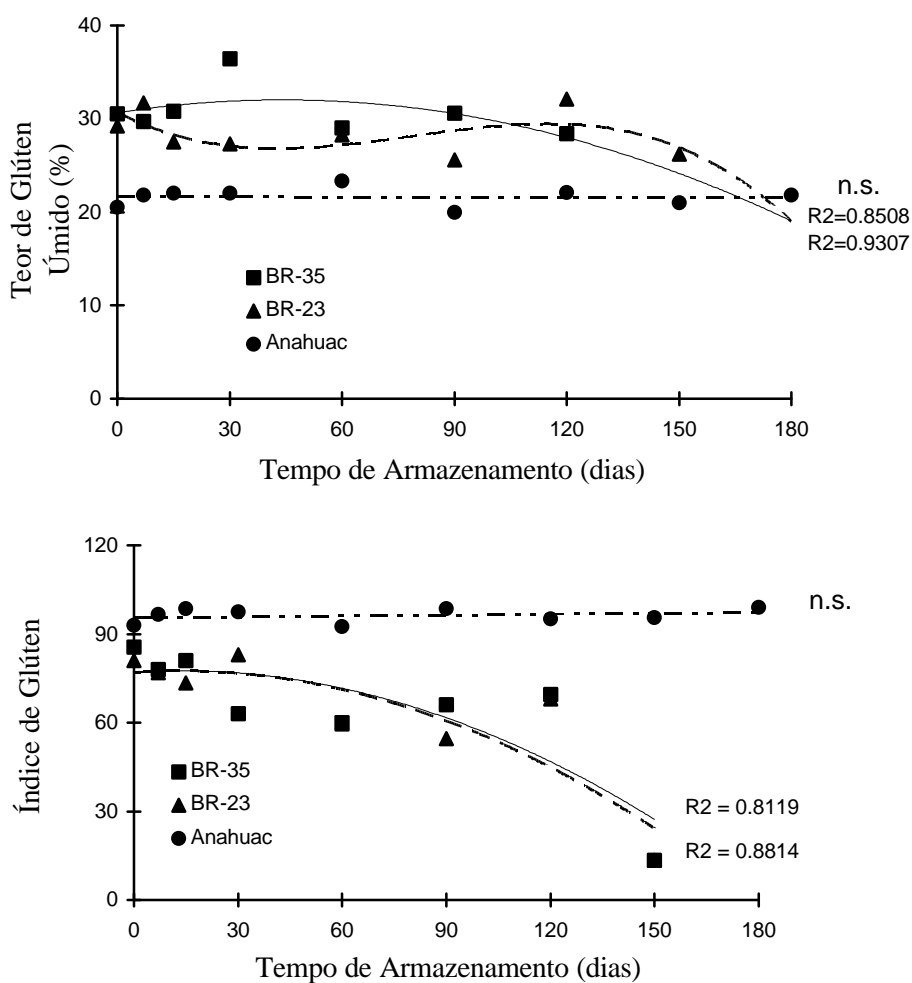 40
30
20
10
0
Teor de Glúten
Úmido (%)
BR-35
BR-23
Anahuac
n.s.
R2=0.8508
R2=0.9307
0 30 60 90 120 150 180
Tempo de Armazenamento (dias)
120
90
60
30
0
Índice de Glúten
n.s.
BR-35
BR-23
Anahuac
R2 = 0.8119
R2 = 0.8814
0 30 60 90 120 150 180
Tempo de Armazenamento (dias)